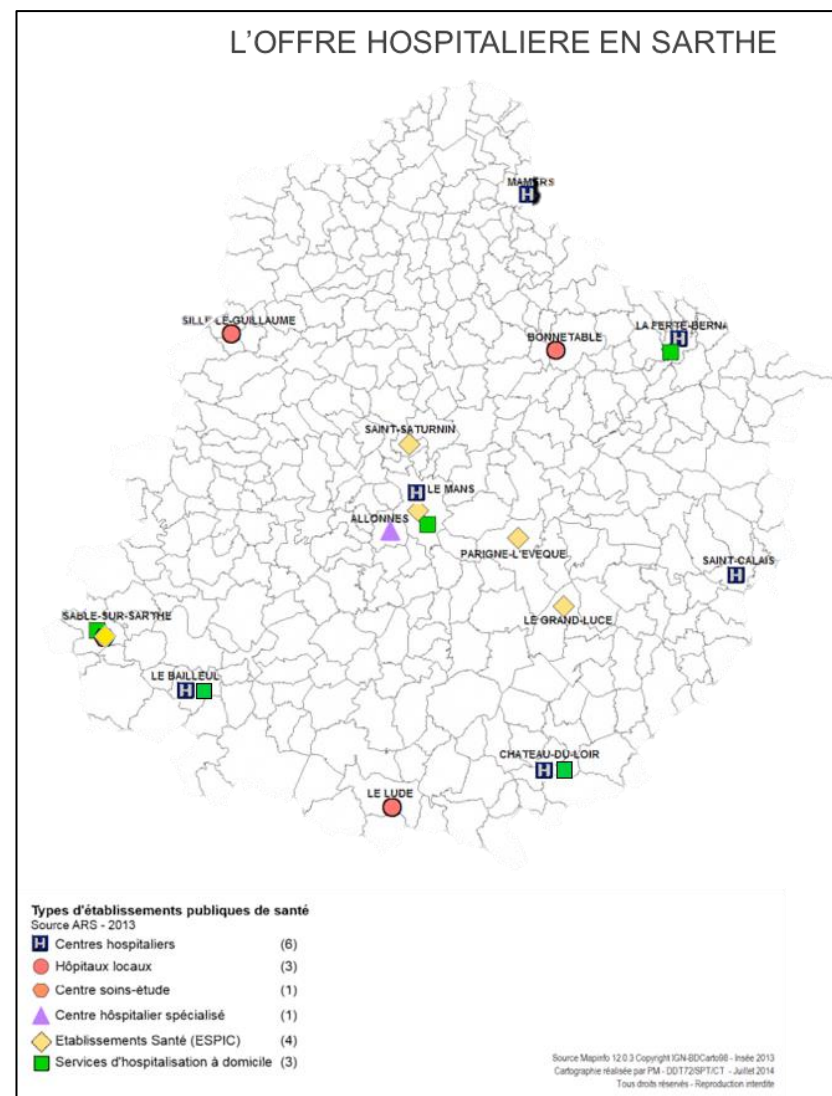 L'OFFRE HOSPITALIERE EN SARTHE
MAMERS
SILLE-LE-GUILLAUME
BONNETABLE
LA FERTE-BERNA
SAINT-SATURNIN
LE MANS
ALLONNES
PARIGNE-L'EVEQUE
SAINT-CALAIS
LE GRAND-LUCE
SABLE-SUR-SARTHE
LE BAILLEUL
CHATEAU-DU-LOIR
LE LUDE
Types d'établissements publiques de santé
Source ARS - 2013
H Centres hospitaliers (6)
Hôpitaux locaux (3)
Centre soins-étude (1)
Centre hôspitalier spécialisé (1)
Etablissements Santé (ESPIC) (4)
Services d'hospitalisation à domicile (3)
Source Mapinfo 12.0.3 Copyright IGN-BDCarto98 - Insée 2013
Cartographie réalisée par PM - DDT72/SPT/CT - Juillet 2014
Tous droits réservés - Reproduction interdite